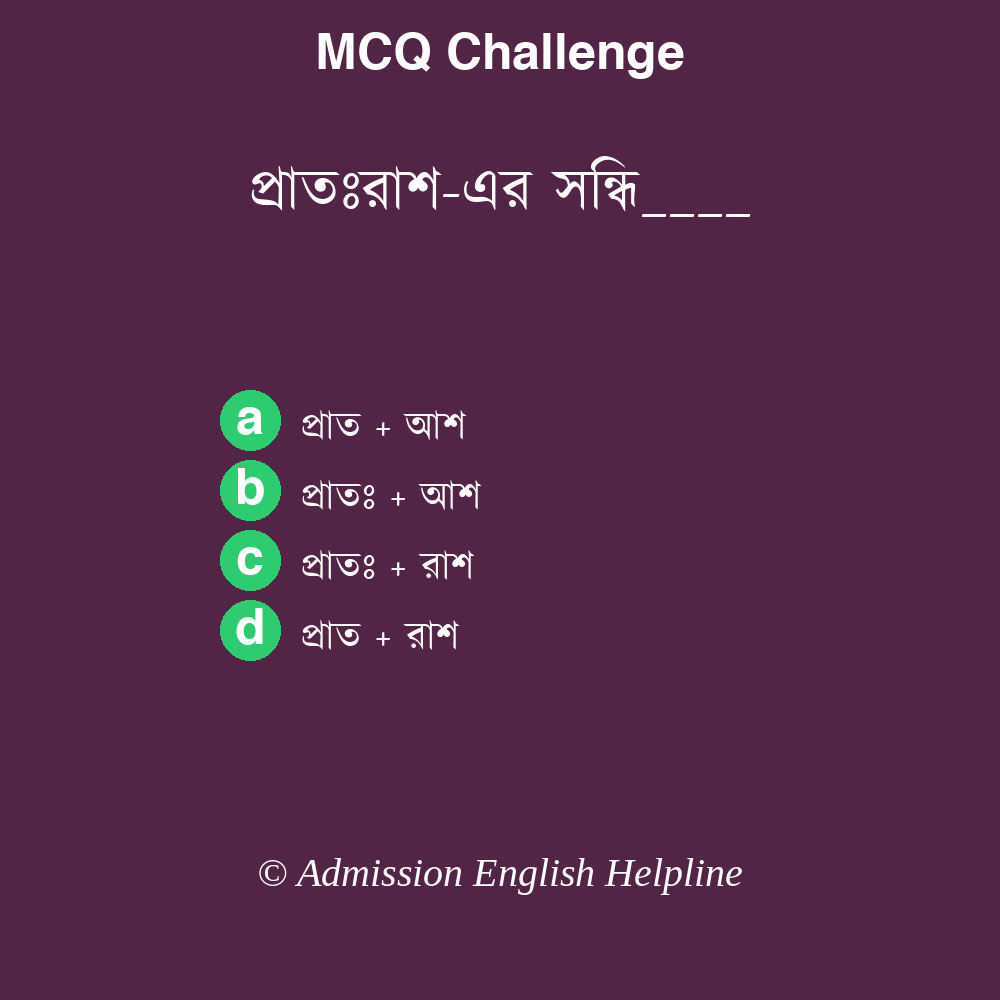 MCQ Challenge
প্রাতঃরাশ-এর সন্ধি____
a প্রাত + আশ
b প্রাতঃ + আশ
c প্রাতঃ + রাশ
d প্রাত + রাশ
© Admission English Helpline